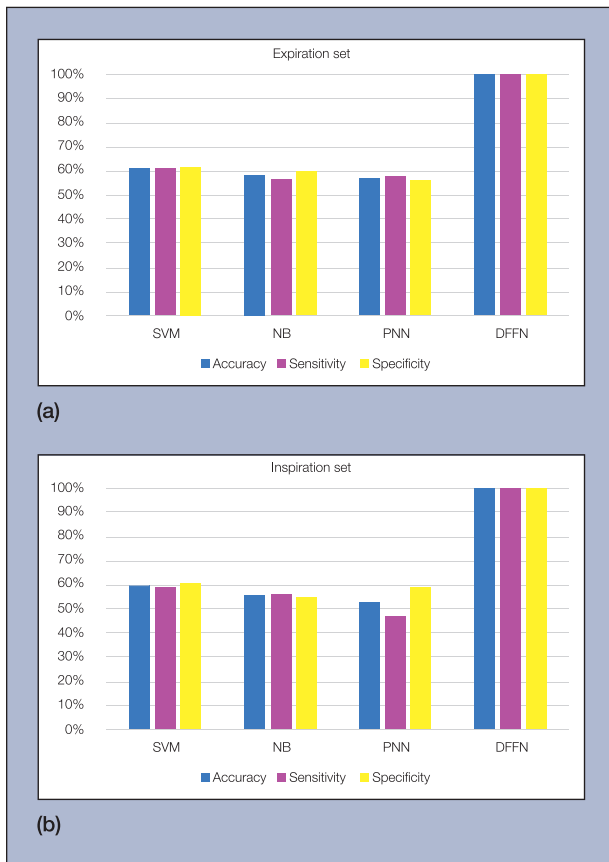 Expiration set
100%
90%
80%
70%
60%
50%
40%
30%
20%
10%
0%
SVM NB PNN DFFN
Accuracy Sensitivity Specificity
(a)
Inspiration set
100%
90%
80%
70%
60%
50%
40%
30%
20%
10%
0%
SVM NB PNN DFFN
Accuracy Sensitivity Specificity
(b)